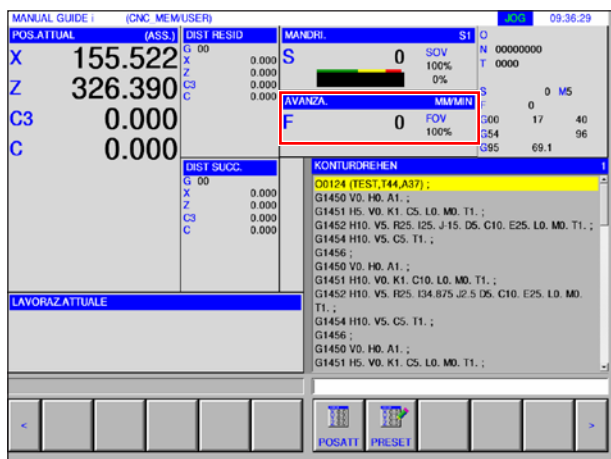 MANUAL GUIDE i (CNC_MEM/USER) JOG 09:36:29
POS.ATTUAL (ASS.)
X 155.522
Z 326.390
C3 0.000
C 0.000
DIST RESID
G 00
X 0.000
Z 0.000
C3 0.000
C 0.000
MANDRI. S1
S 0 SOV
100%
0%
AVANZA. MM/MIN
F 0 FOV
100%
O
N 00000000
T 0000
S 0 M5
F 0
G00 17 40
G54 96
G95 69.1
DIST SUCC.
G 00
X 0.000
Z 0.000
C3 0.000
C 0.000
KONTURDREHEN 1
O0124 (TEST,T44,A37) ;
G1450 V0. H0. A1. ;
G1451 H5. V0. K1. C5. L0. M0. T1. ;
G1452 H10. V5. R25. I25. J-15. D5. C10. E25. L0. M0. T1. ;
G1454 H10. V5. C5. T1. ;
G1456 ;
G1450 V0. H0. A1. ;
G1451 H10. V0. K1. C10. L0. M0. T1. ;
G1452 H10. V5. R25. I34.875 J2.5 D5. C10. E25. L0. M0.
T1. ;
G1454 H10. V5. C5. T1. ;
G1456 ;
G1450 V0. H0. A1. ;
G1451 H5. V0. K1. C5. L0. M0. T1. ;
LAVORAZ.ATTUALE
< POSATT PRESET >